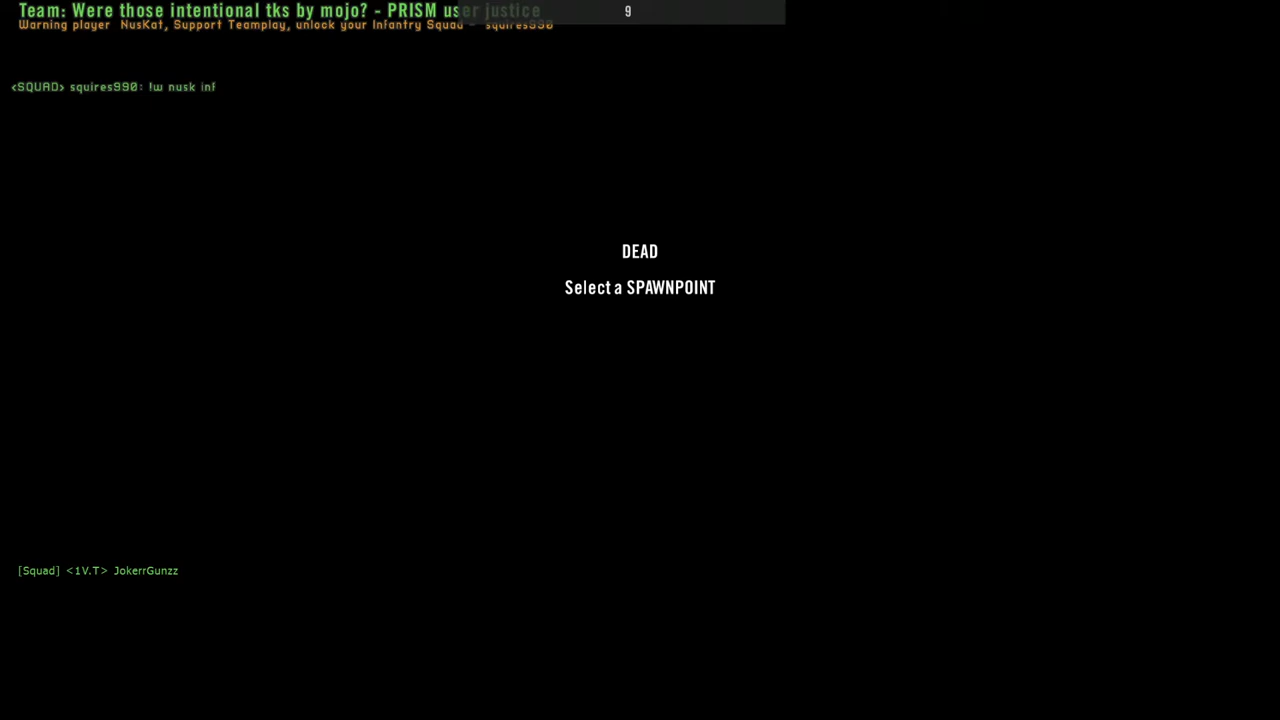 Team: Were those intentional tks by mojo? - PRISM user justice
9
Warning player NusKat, Support Teamplay, unlock your Infantry Squad - squires990
<SQUAD> squires990: !w nusk inf
DEAD
Select a SPAWNPOINT
[Squad] <1V.T> JokerrGunzz